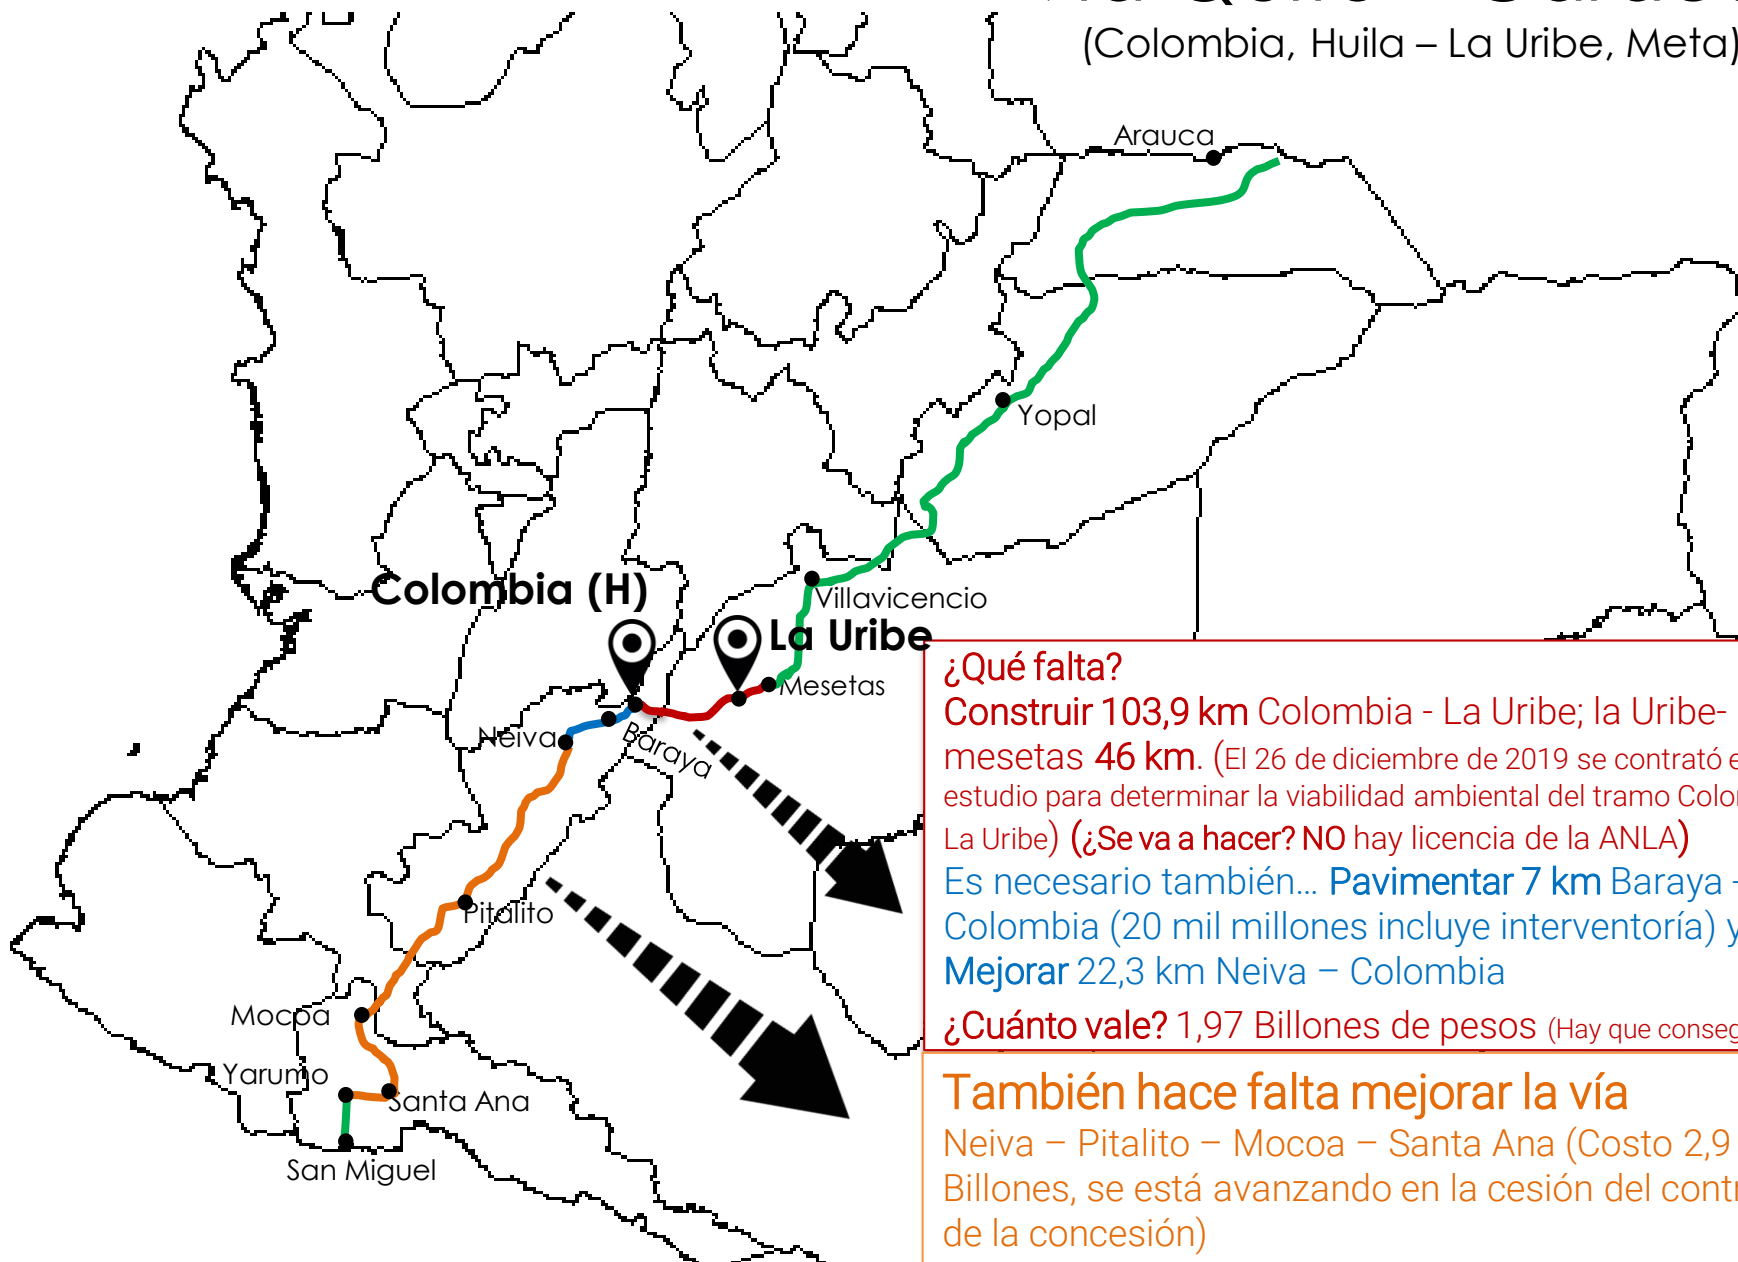 (Colombia, Huila – La Uribe, Meta)
Arauca
Yopal
Villavicencio
Colombia (H)
La Uribe
Mesetas
Neiva
Baraya
Pitalito
Mocoa
Yarumo
Santa Ana
San Miguel
¿Qué falta?
Construir 103,9 km Colombia - La Uribe; la Uribe-
mesetas 46 km. (El 26 de diciembre de 2019 se contrató
estudio para determinar la viabilidad ambiental del tramo
La Uribe) (¿Se va a hacer? NO hay licencia de la ANLA)
Es necesario también... Pavimentar 7 km Baraya -
Colombia (20 mil millones incluye interventoría) y
Mejorar 22,3 km Neiva – Colombia
¿Cuánto vale? 1,97 Billones de pesos (Hay que
También hace falta mejorar la vía
Neiva – Pitalito – Mocoa – Santa Ana (Costo 2,9
Billones, se está avanzando en la cesión del
de la concesión)